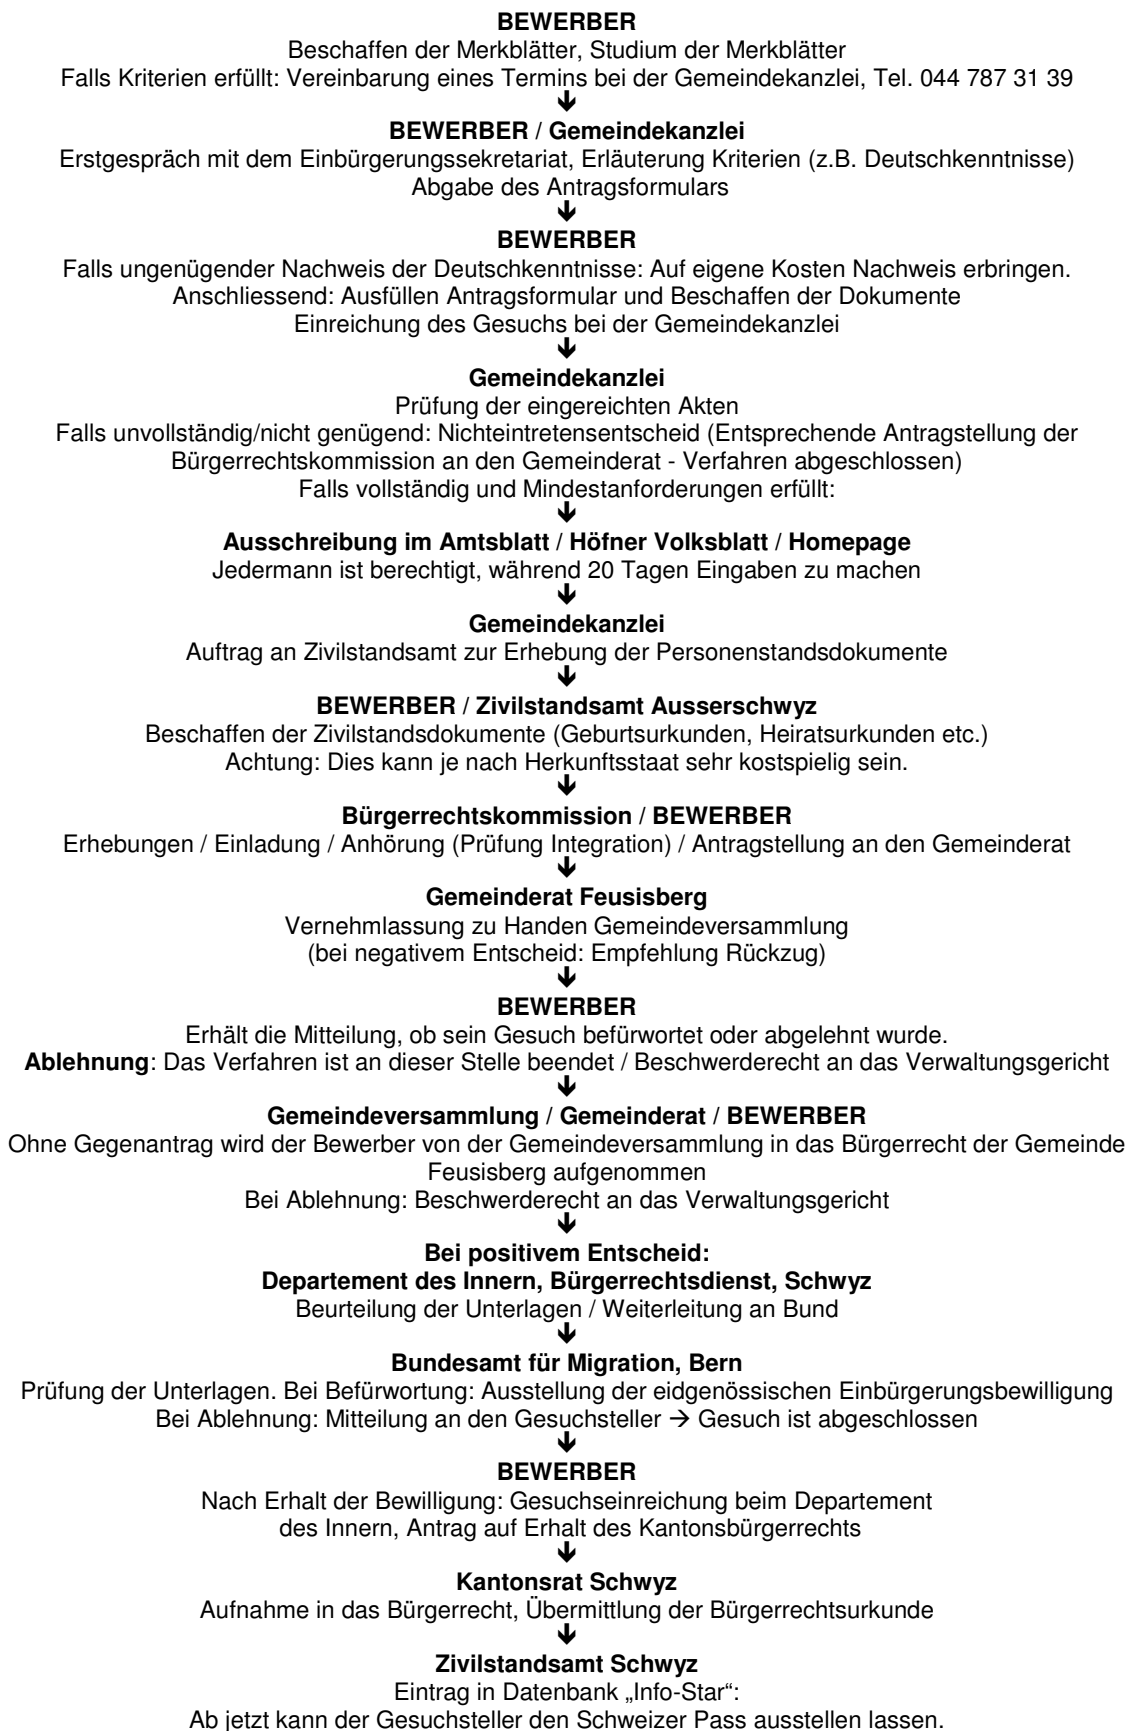 BEWERBER
Beschaffen der Merkblätter, Studium der Merkblätter
Falls Kriterien erfüllt: Vereinbarung eines Termins bei der Gemeindekanzlei, Tel. 044 787 31 39
🡳
BEWERBER / Gemeindekanzlei
Erstgespräch mit dem Einbürgerungssekretariat, Erläuterung Kriterien (z.B. Deutschkenntnisse)
Abgabe des Antragsformulars
🡳
BEWERBER
Falls ungenügender Nachweis der Deutschkenntnisse: Auf eigene Kosten Nachweis erbringen.
Anschliessend: Ausfüllen Antragsformular und Beschaffen der Dokumente
Einreichung des Gesuchs bei der Gemeindekanzlei
🡳
Gemeindekanzlei
Prüfung der eingereichten Akten
Falls unvollständig/nicht genügend: Nichteintretensentscheid (Entsprechende Antragstellung der
Bürgerrechtskommission an den Gemeinderat - Verfahren abgeschlossen)
Falls vollständig und Mindestanforderungen erfüllt:
🡳
Ausschreibung im Amtsblatt / Höfner Volksblatt / Homepage
Jedermann ist berechtigt, während 20 Tagen Eingaben zu machen
🡳
Gemeindekanzlei
Auftrag an Zivilstandsamt zur Erhebung der Personenstandsdokumente
🡳
BEWERBER / Zivilstandsamt Ausserschwyz
Beschaffen der Zivilstandsdokumente (Geburtsurkunden, Heiratsurkunden etc.)
Achtung: Dies kann je nach Herkunftsstaat sehr kostspielig sein.
🡳
Bürgerrechtskommission / BEWERBER
Erhebungen / Einladung / Anhörung (Prüfung Integration) / Antragstellung an den Gemeinderat
🡳
Gemeinderat Feusisberg
Vernehmlassung zu Handen Gemeindeversammlung
(bei negativem Entscheid: Empfehlung Rückzug)
🡳
BEWERBER
Erhält die Mitteilung, ob sein Gesuch befürwortet oder abgelehnt wurde.
Ablehnung: Das Verfahren ist an dieser Stelle beendet / Beschwerderecht an das Verwaltungsgericht
🡳
Gemeindeversammlung / Gemeinderat / BEWERBER
Ohne Gegenantrag wird der Bewerber von der Gemeindeversammlung in das Bürgerrecht der Gemeinde
Feusisberg aufgenommen
Bei Ablehnung: Beschwerderecht an das Verwaltungsgericht
🡳
Bei positivem Entscheid:
Departement des Innern, Bürgerrechtsdienst, Schwyz
Beurteilung der Unterlagen / Weiterleitung an Bund
🡳
Bundesamt für Migration, Bern
Prüfung der Unterlagen. Bei Befürwortung: Ausstellung der eidgenössischen Einbürgerungsbewilligung
Bei Ablehnung: Mitteilung an den Gesuchsteller → Gesuch ist abgeschlossen
🡳
BEWERBER
Nach Erhalt der Bewilligung: Gesuchseinreichung beim Departement
des Innern, Antrag auf Erhalt des Kantonsbürgerrechts
🡳
Kantonsrat Schwyz
Aufnahme in das Bürgerrecht, Übermittlung der Bürgerrechtsurkunde
🡳
Zivilstandsamt Schwyz
Eintrag in Datenbank „Info-Star“:
Ab jetzt kann der Gesuchsteller den Schweizer Pass ausstellen lassen.